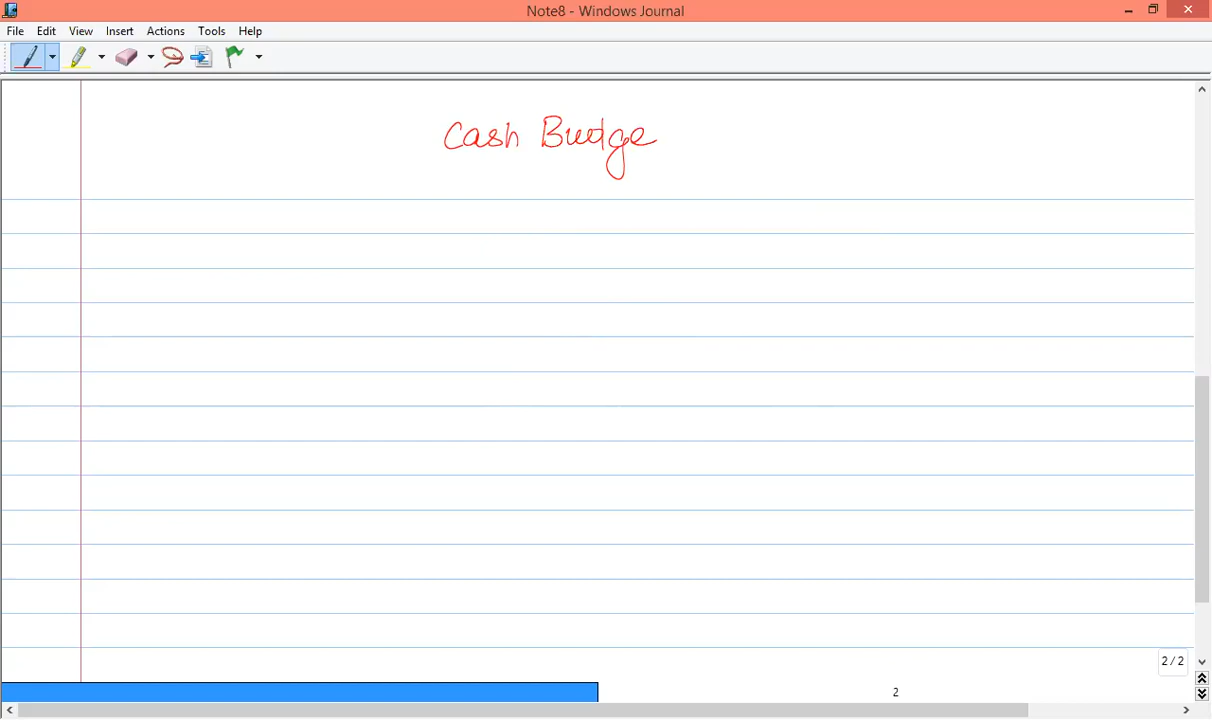 Note8 - Windows Journal
File Edit View Insert Actions Tools Help
Cash Budge
2 / 2
2